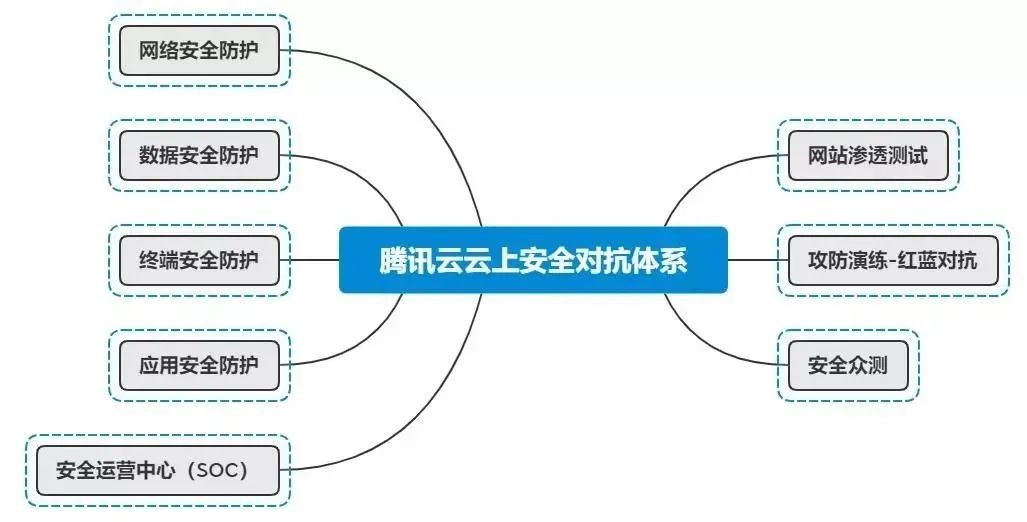 网络安全防护
数据安全防护
终端安全防护
应用安全防护
安全运营中心（SOC）
腾讯云云上安全对抗体系
网站渗透测试
攻防演练-红蓝对抗
安全众测